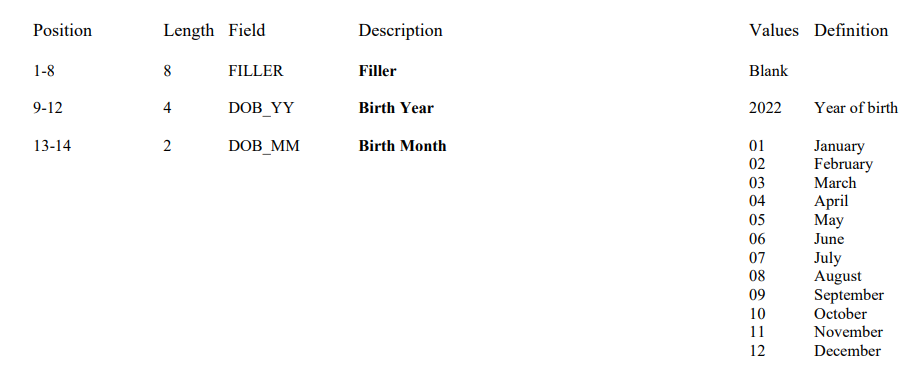 Position Length Field Description Values Definition
1-8 8 FILLER Filler Blank
9-12 4 DOB_YY Birth Year 2022 Year of birth
13-14 2 DOB_MM Birth Month 01 January
02 February
03 March
04 April
05 May
06 June
07 July
08 August
09 September
10 October
11 November
12 December